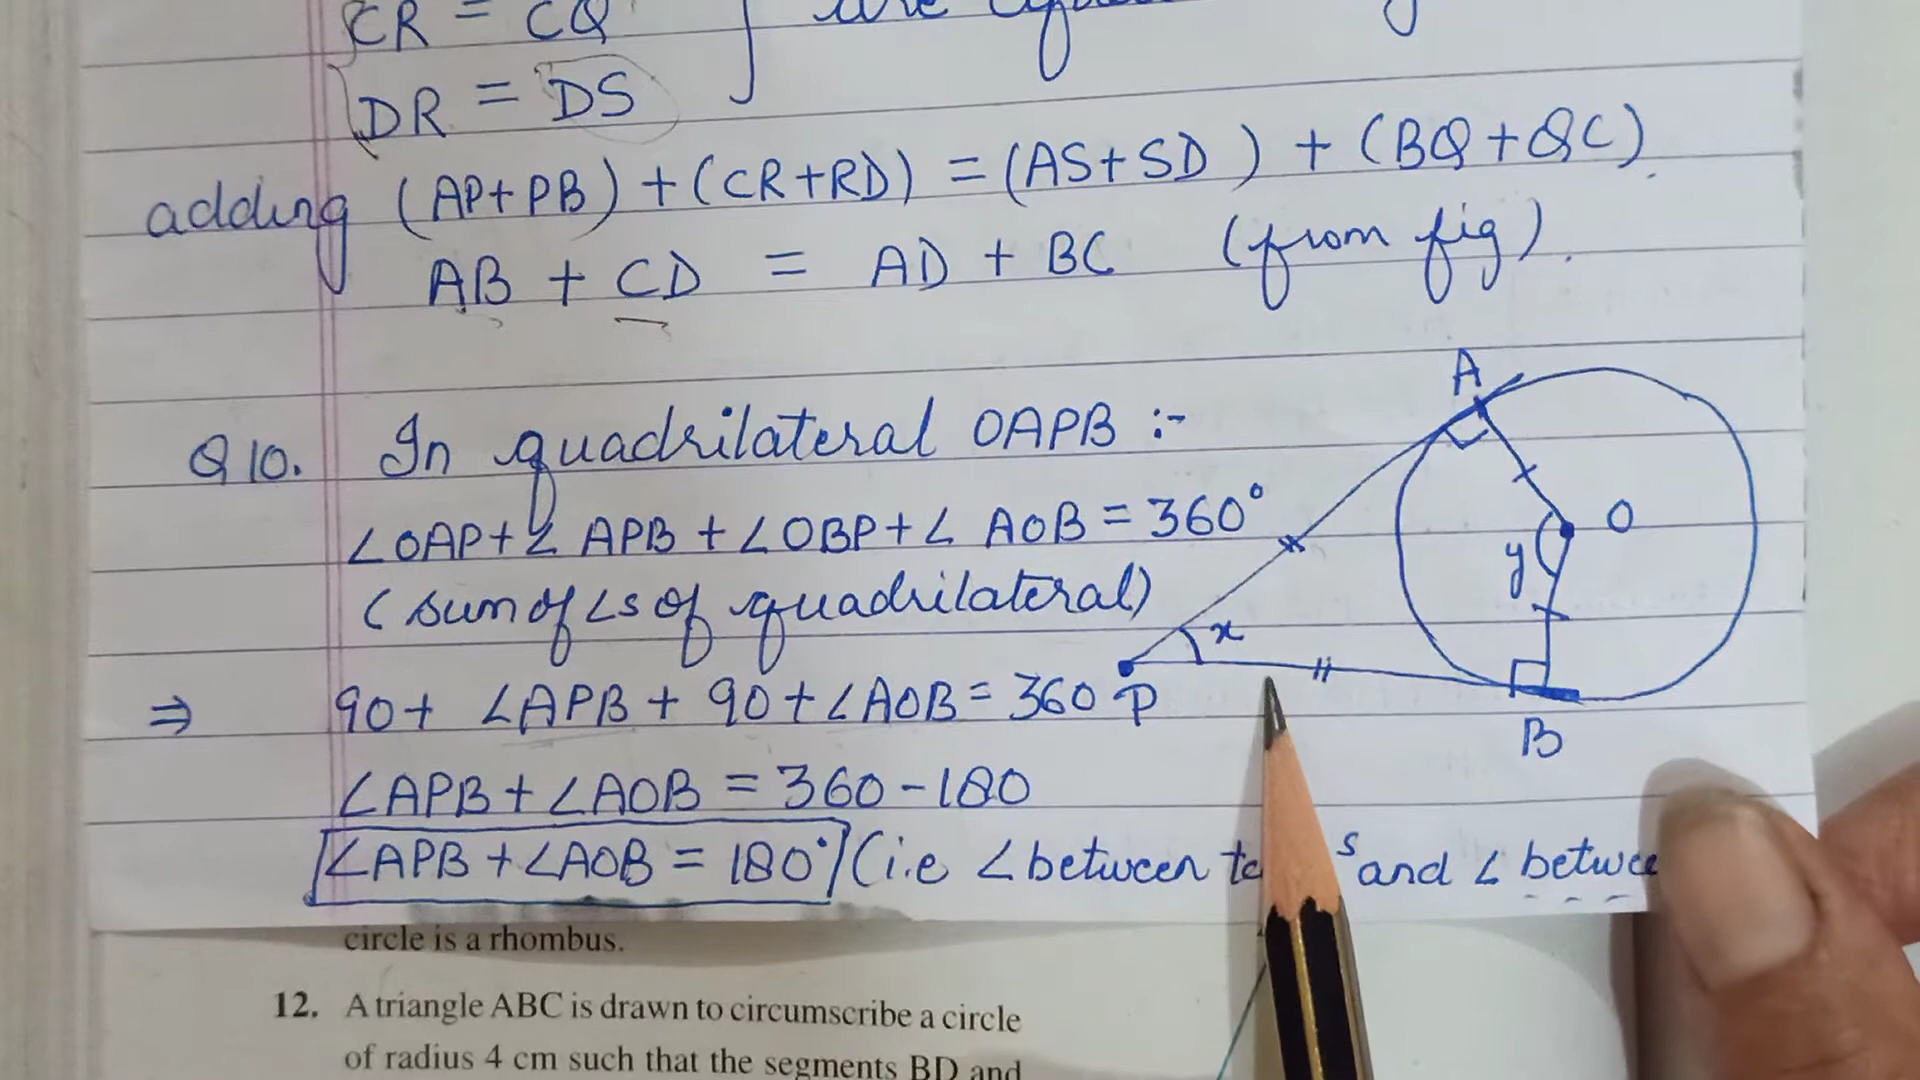 CR = CQ
DR = DS
adding (AP+PB) + (CR+RD) = (AS+SD) + (BQ+QC).
AB + CD = AD + BC (from fig).
Q10. In quadrilateral OAPB :-
∠OAP+∠APB+∠OBP+∠AOB = 360°
(sum of ∠s of quadrilateral)
⇒ 90+ ∠APB + 90+∠AOB = 360
∠APB+∠AOB = 360-180
∠APB+∠AOB = 180° (i.e ∠between s and ∠
A
O
y
x
P
B
circle is a rhombus.
12. A triangle ABC is drawn to circumscribe a circle
of radius 4 cm such that the segments BD and